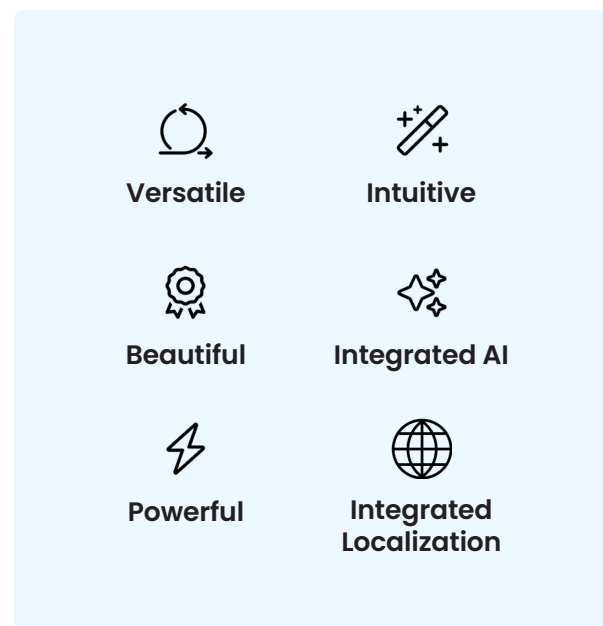 Versatile
Intuitive
Beautiful
Integrated AI
Powerful
Integrated
Localization